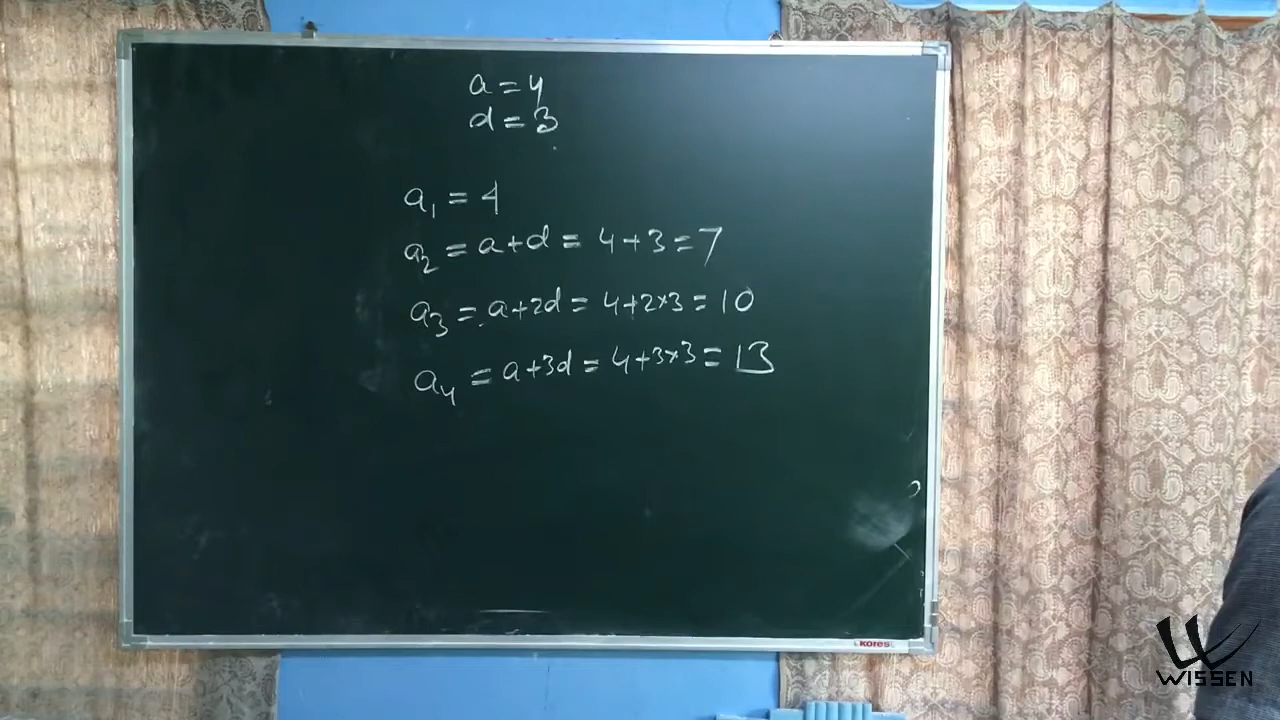 a = 4
d = 3
a₁ = 4
a₂ = a+d = 4+3 = 7
a₃ = a+2d = 4+2×3 = 10
a₄ = a+3d = 4+3×3 = 13
KORES
WISSEN